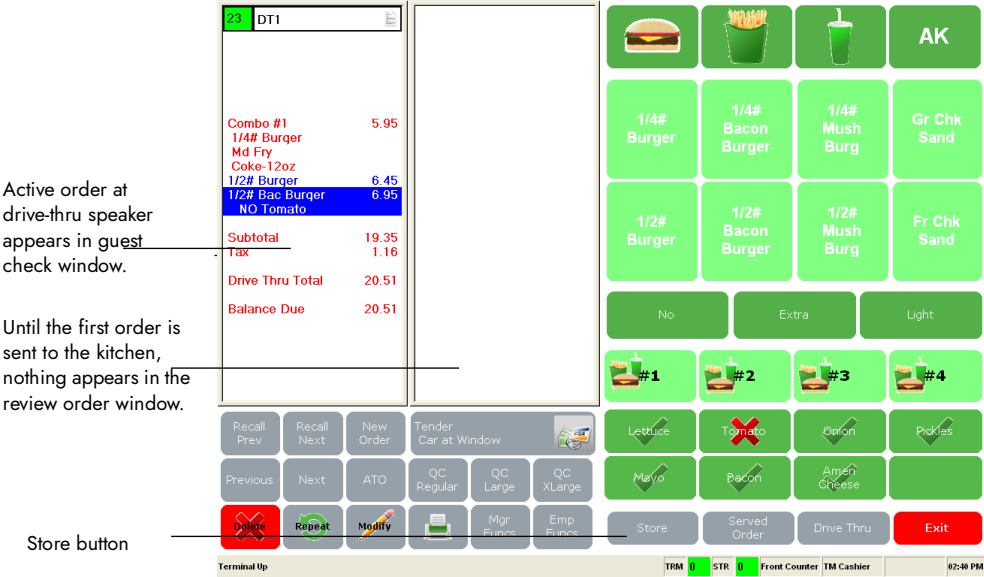 23 DT1
Combo #1 5.95
1/4# Burger
Md Fry
Coke-12oz
1/2# Burger 6.45
1/2# Bac Burger 6.95
NO Tomato
Subtotal 19.35
Tax 1.16
Drive Thru Total 20.51
Balance Due 20.51
Active order at
drive-thru speaker
appears in guest
check window.
Until the first order is
sent to the kitchen,
nothing appears in the
review order window.
Store button
AK
1/4#
Burger
1/4#
Bacon
Burger
1/4#
Mush
Burg
Gr Chk
Sand
1/2#
Burger
1/2#
Bacon
Burger
1/2#
Mush
Burg
Fr Chk
Sand
No
Extra
Light
#1
#2
#3
#4
Recall
Prev
Recall
Next
New
Order
Tender
Car at Window
Previous
Next
ATO
QC
Regular
QC
Large
QC
XLarge
Delete
Repeat
Modify
Mgr
Funcs
Emp
Funcs
Lettuce
Tomato
Onion
Pickles
Mayo
Bacon
Amer
Cheese
Store
Served
Order
Drive Thru
Exit
Terminal Up
TRM 0 STR 0 Front Counter TM Cashier 02:40 PM